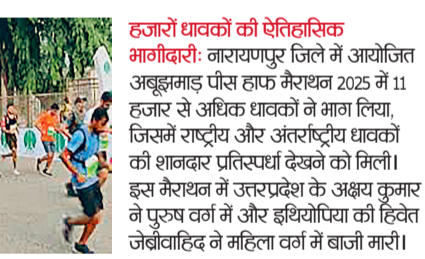 हजारों धावकों की ऐतिहासिक
भागीदारी: नारायणपुर जिले में आयोजित
अबूझमाड़ पीस हाफ मैराथन 2025 में 11
हजार से अधिक धावकों ने भाग लिया,
जिसमें राष्ट्रीय और अंतर्राष्ट्रीय धावकों
की शानदार प्रतिस्पर्धा देखने को मिली।
इस मैराथन में उत्तरप्रदेश के अक्षय कुमार
ने पुरुष वर्ग में और इथियोपिया की हिवेत
जेब्रीवाहिद ने महिला वर्ग में बाजी मारी।